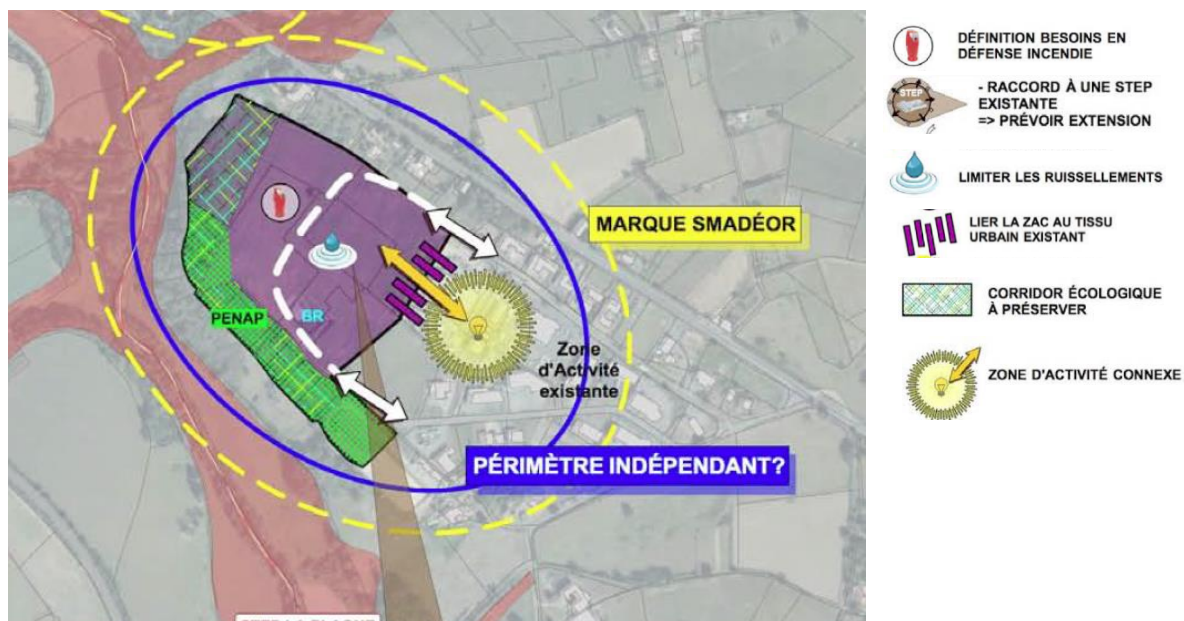 MARQUE SMADÉOR
PENAP
BR
Zone
d'Activité
existante
PÉRIMÈTRE INDÉPENDANT?
DÉFINITION BESOINS EN
DÉFENSE INCENDIE
STEP
- RACCORD À UNE STEP
EXISTANTE
=> PRÉVOIR EXTENSION
LIMITER LES RUISSELLEMENTS
LIER LA ZAC AU TISSU
URBAIN EXISTANT
CORRIDOR ÉCOLOGIQUE
À PRÉSERVER
ZONE D'ACTIVITÉ CONNEXE